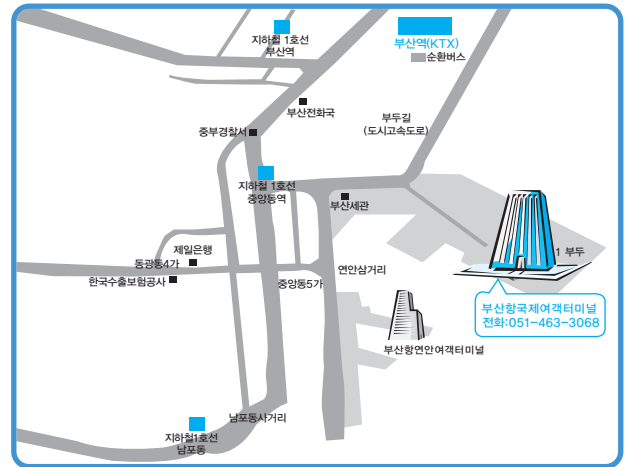 지하철 1호선
부산역
부산역(KTX)
순환버스
부산전화국
부두길
(도시고속도로)
중부경찰서
지하철 1호선
중앙동역
부산세관
제일은행
동광동4가
한국수출보험공사
중앙동5가
연안삼거리
1 부두
부산항국제여객터미널
전화:051-463-3068
부산항연안여객터미널
남포동사거리
지하철1호선
남포동